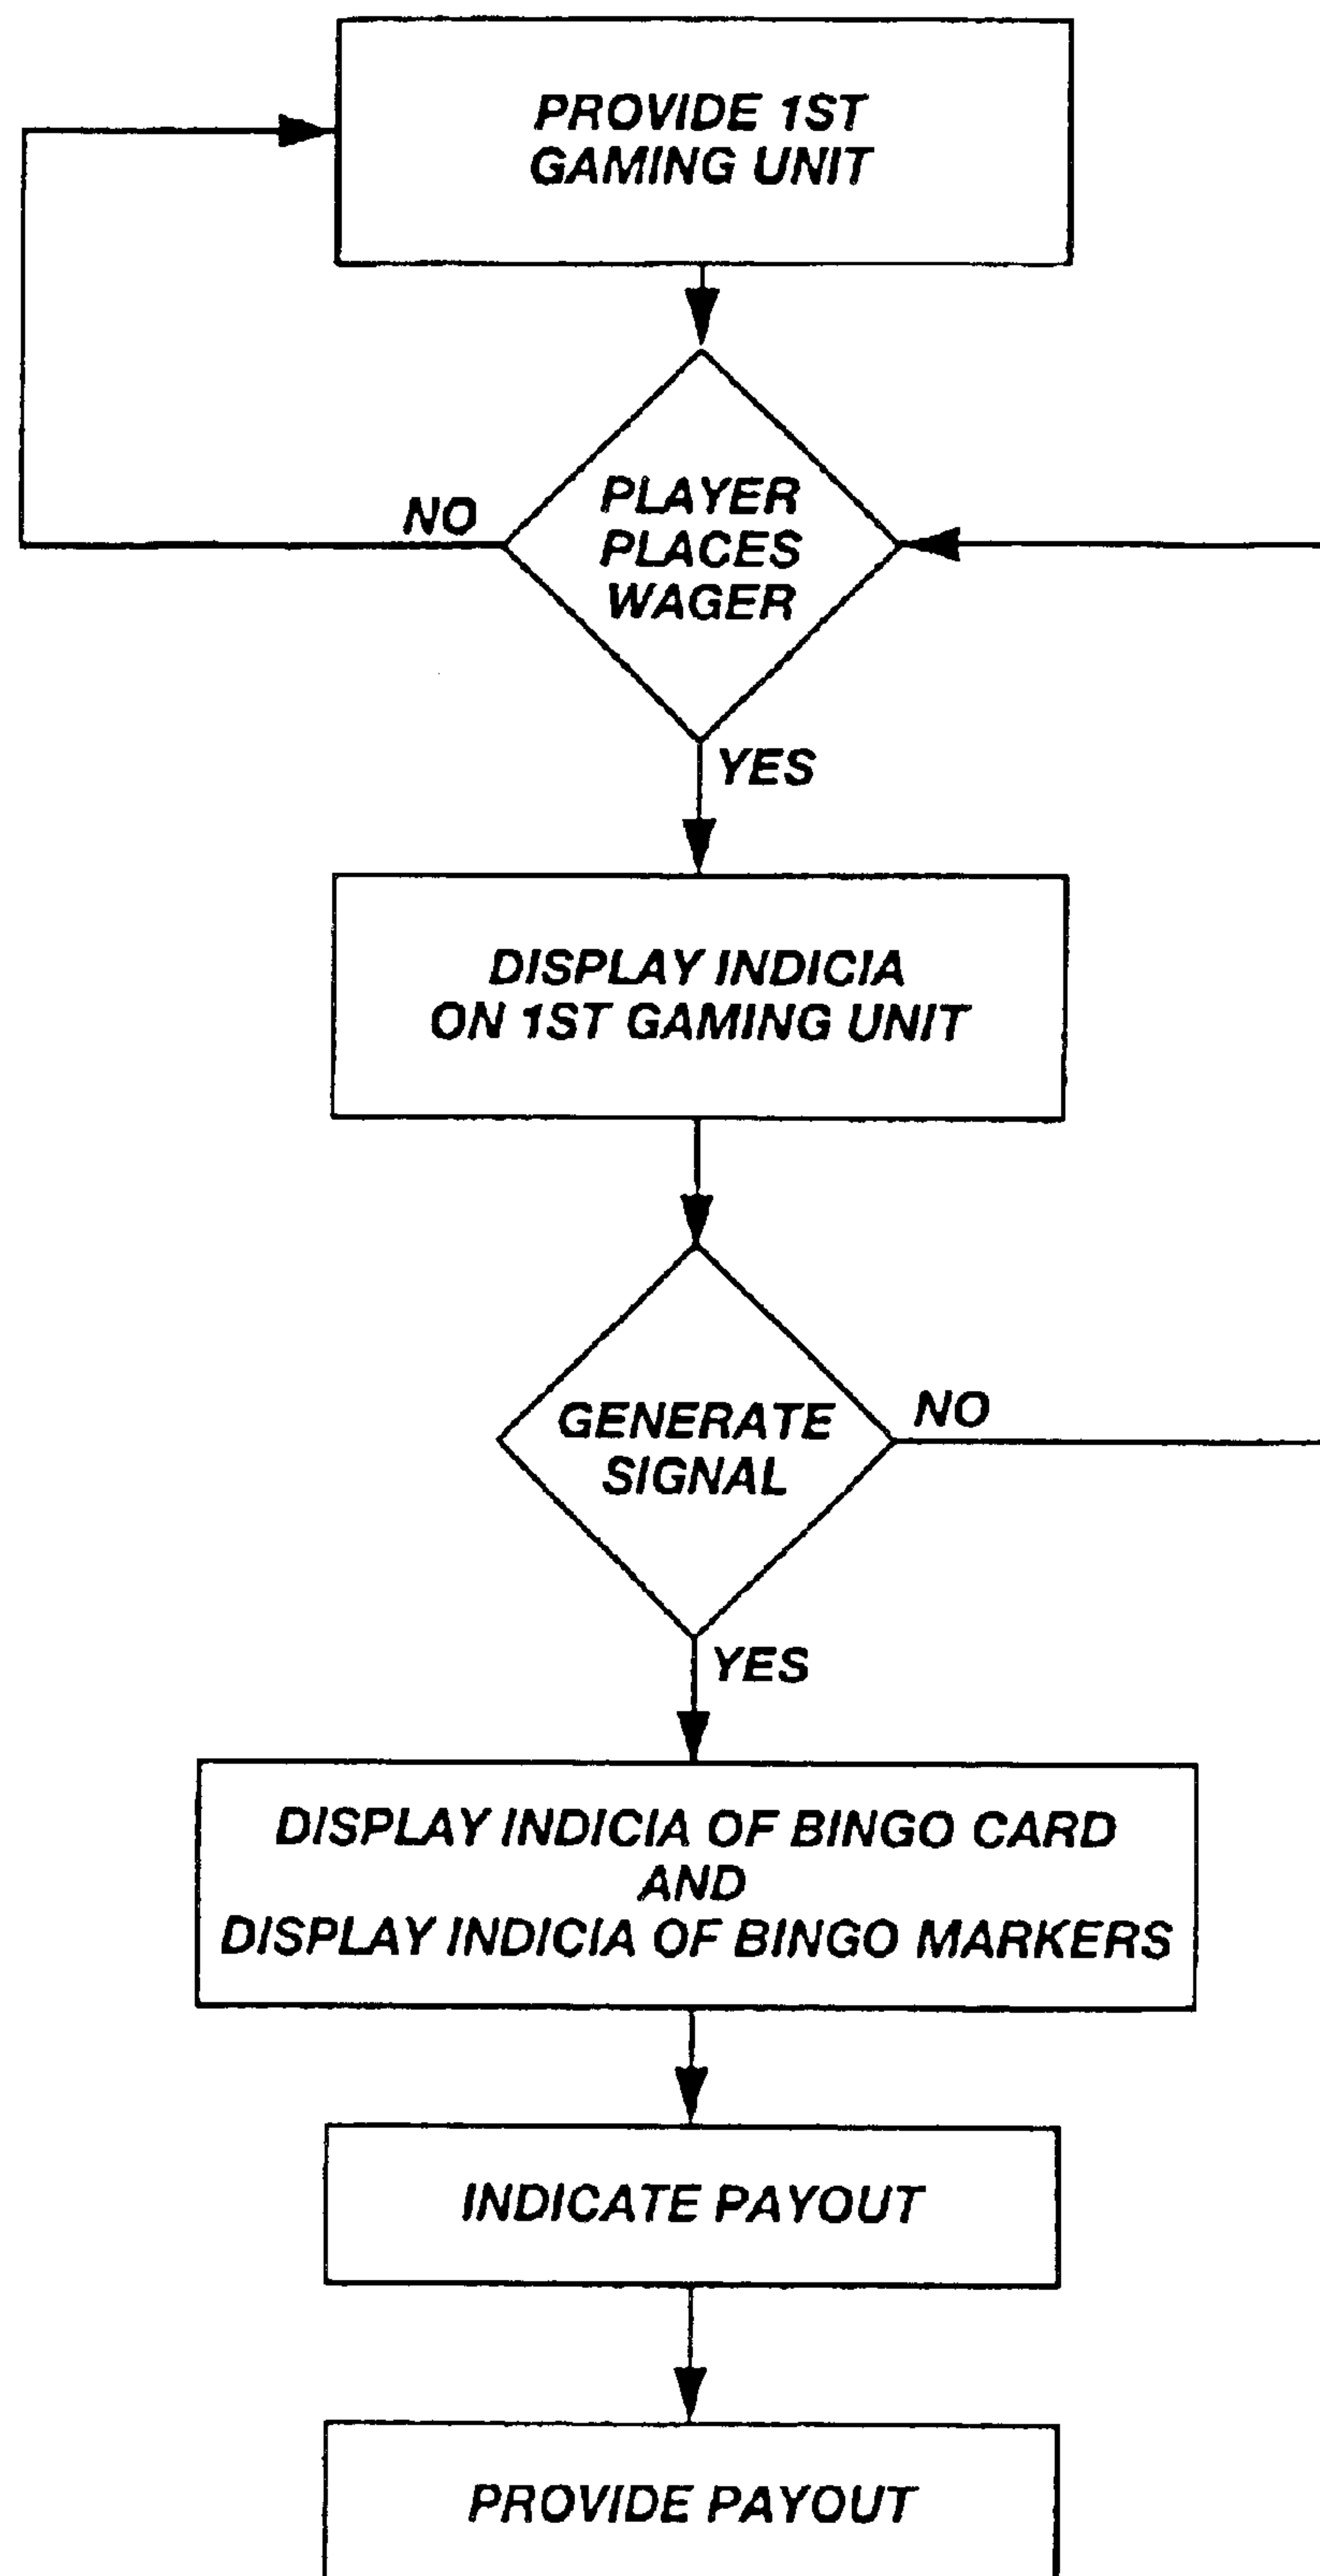 PROVIDE 1ST
GAMING UNIT
PLAYER
PLACES
WAGER
NO
YES
DISPLAY INDICIA
ON 1ST GAMING UNIT
GENERATE
SIGNAL
NO
YES
DISPLAY INDICIA OF BINGO CARD
AND
DISPLAY INDICIA OF BINGO MARKERS
INDICATE PAYOUT
PROVIDE PAYOUT